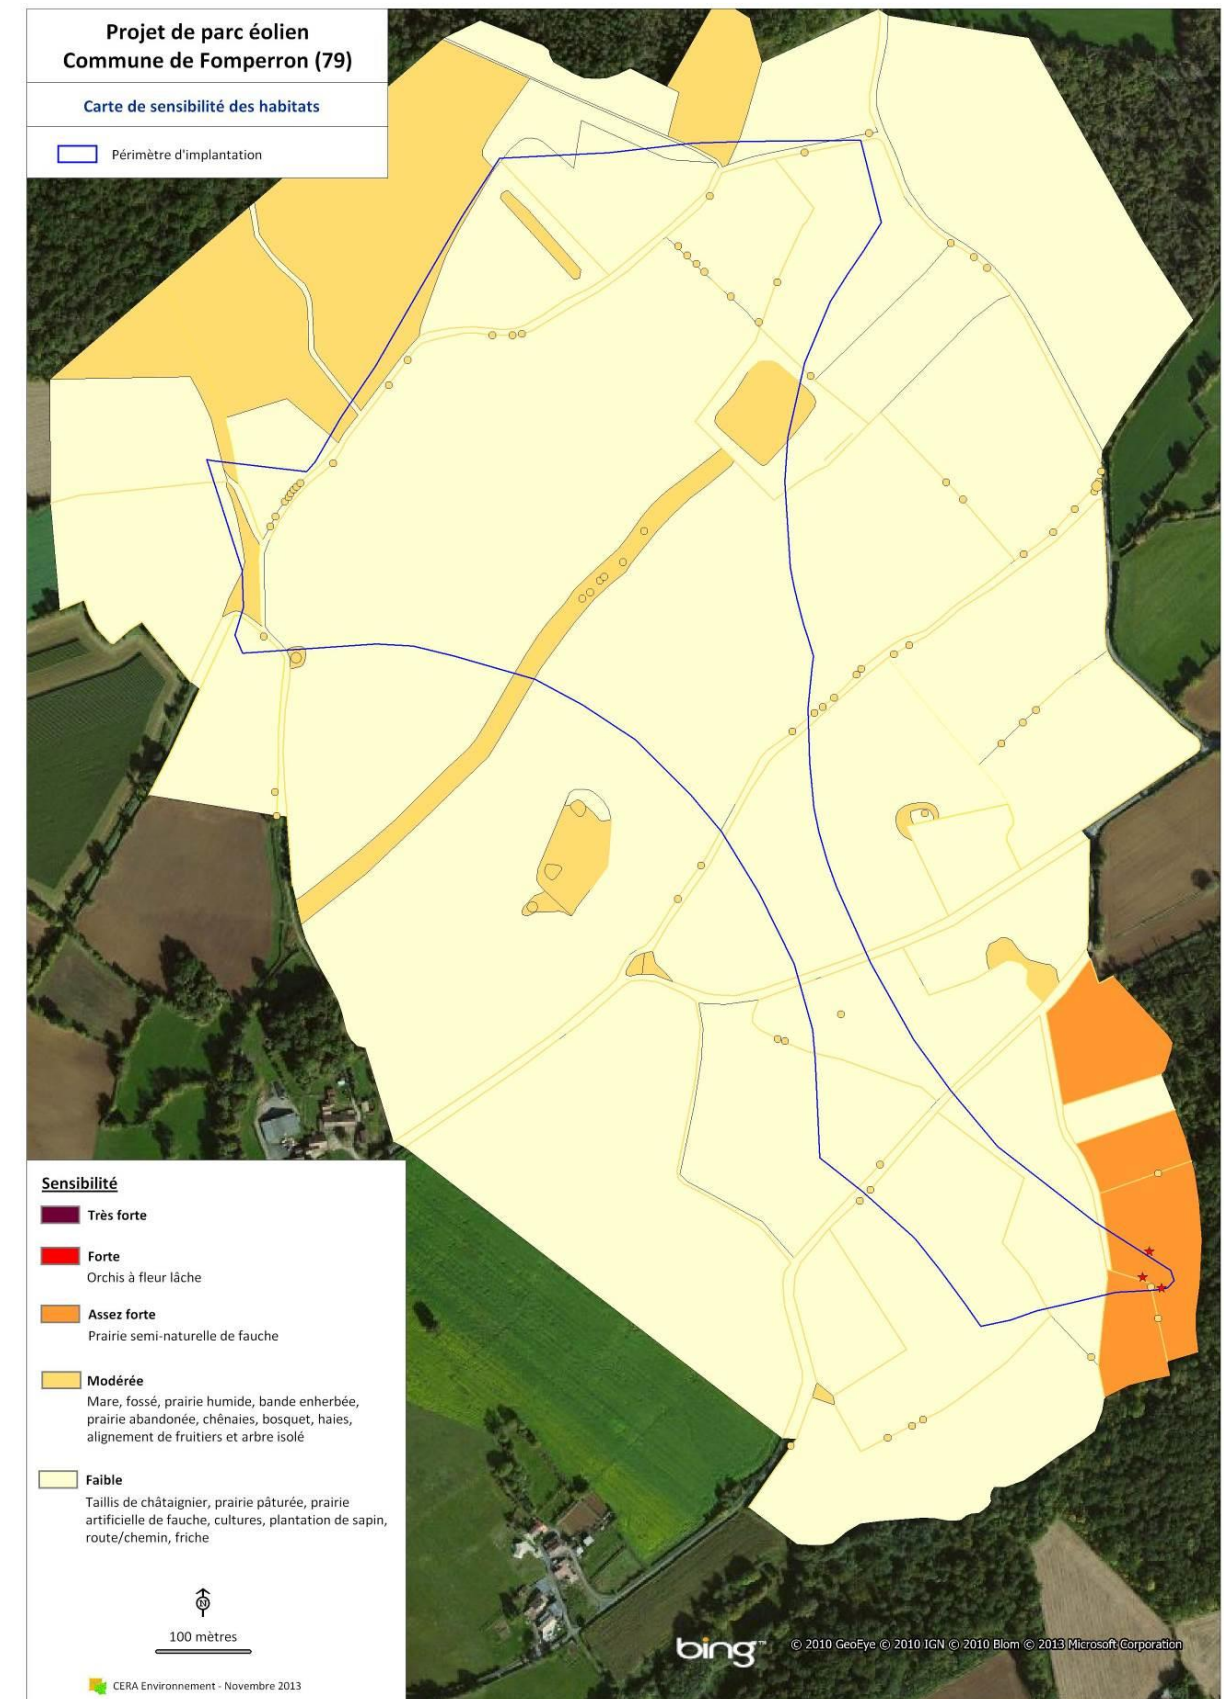 Projet de parc éolien
Commune de Fomperron (79)
Carte de sensibilité des habitats
Périmètre d'implantation
Sensibilité
Très forte
Forte
Orchis à fleur lâche
Assez forte
Prairie semi-naturelle de fauche
Modérée
Mare, fossé, prairie humide, bande enherbée,
prairie abandonée, chênaies, bosquet, haies,
alignement de fruitiers et arbre isolé
Faible
Taillis de châtaignier, prairie pâturée, prairie
artificielle de fauche, cultures, plantation de sapin,
route/chemin, friche
N
100 mètres
CERA Environnement - Novembre 2013
bing™
© 2010 GeoEye © 2010 IGN © 2010 Blom © 2013 Microsoft Corporation